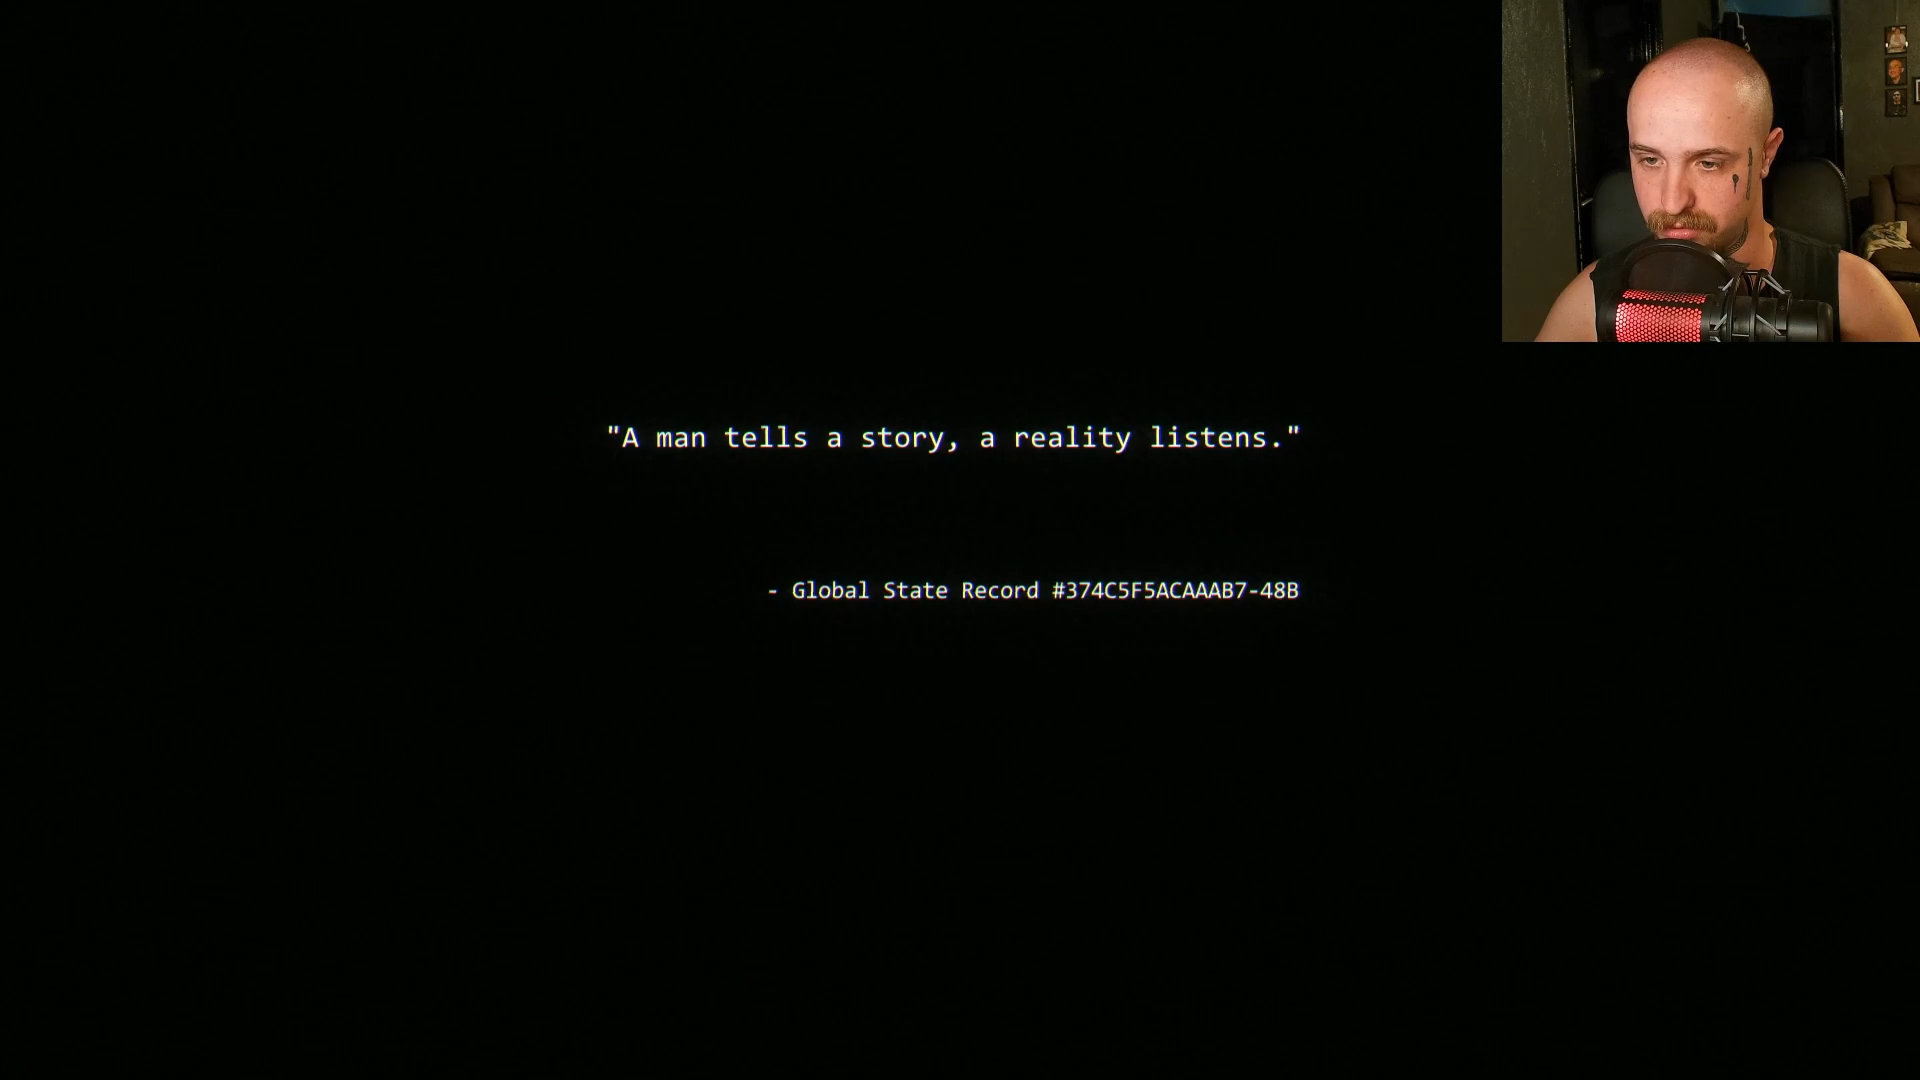 "A man tells a story, a reality listens."
- Global State Record #374C5F5ACAAAB7-48B